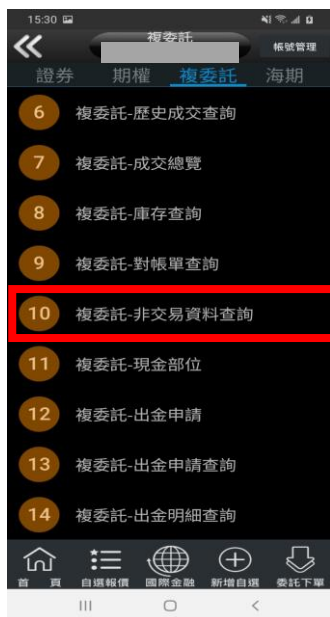 15:30
複委託
帳號管理
證券 期權 複委託 海期
6 複委託-歷史成交查詢
7 複委託-成交總覽
8 複委託-庫存查詢
9 複委託-對帳單查詢
10 複委託-非交易資料查詢
11 複委託-現金部位
12 複委託-出金申請
13 複委託-出金申請查詢
14 複委託-出金明細查詢
首 頁 自選報價 國際金融 新增自選 委託下單